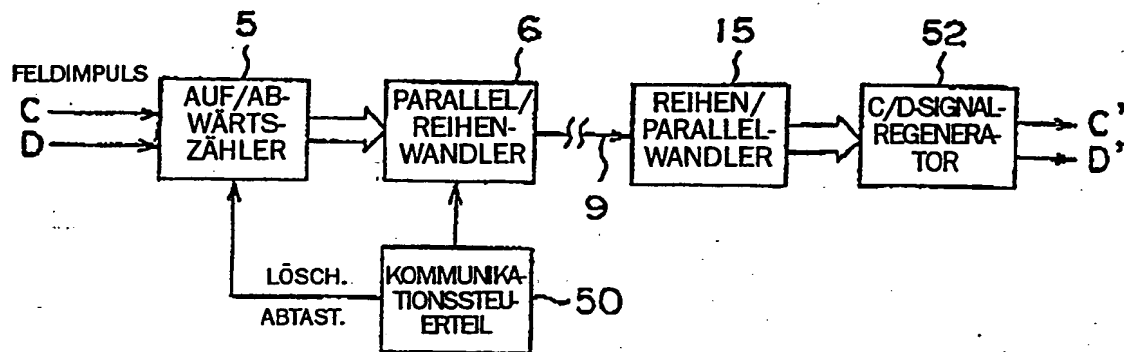 5
6
15
52
FELDIMPULS
C
D
AUF/AB-
WÄRTS-
ZÄHLER
PARALLEL/
REIHEN-
WANDLER
9
REIHEN/
PARALLEL-
WANDLER
C/D-SIGNAL-
REGENERA-
TOR
C'
D'
LÖSCH.
ABTAST.
KOMMUNIKA-
TIONSSTEU-
ERTEIL
50